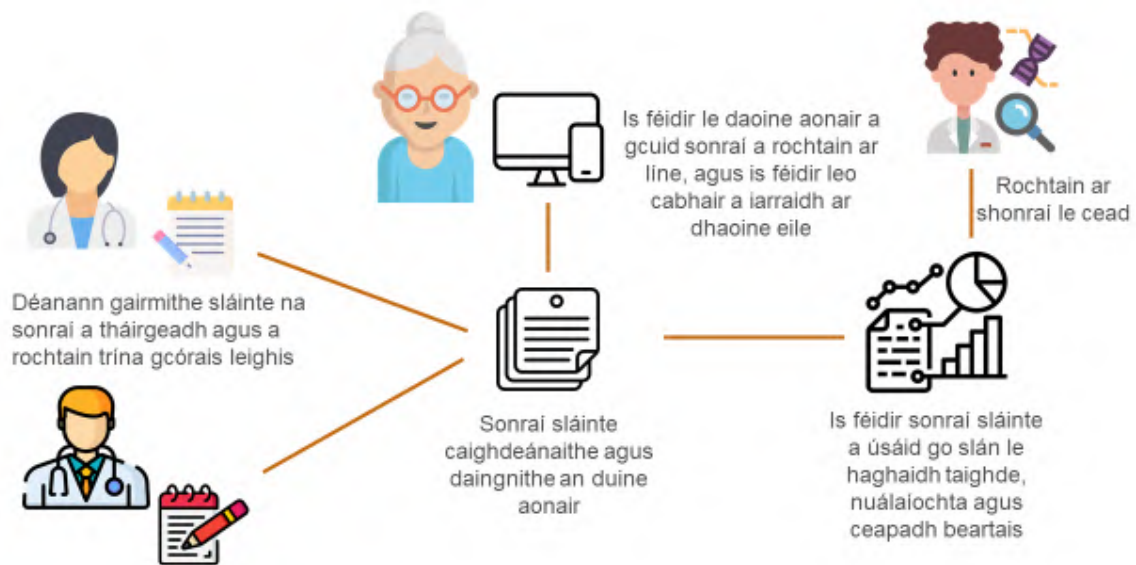 Is féidir le daoine aonair a
gcuid sonraí a rochtain ar
líne, agus is féidir leo
cabhair a iarraidh ar
dhaoine eile
Rochtain ar
shonraí le cead
Déanann gairmithe sláinte na
sonraí a tháirgeadh agus a
rochtain trína gcórais leighis
Sonraí sláinte
caighdeánaithe agus
daingnithe an duine
aonair
Is féidir sonraí sláinte
a úsáid go slán le
haghaidh taighde,
nuálaíochta agus
ceapadh beartais